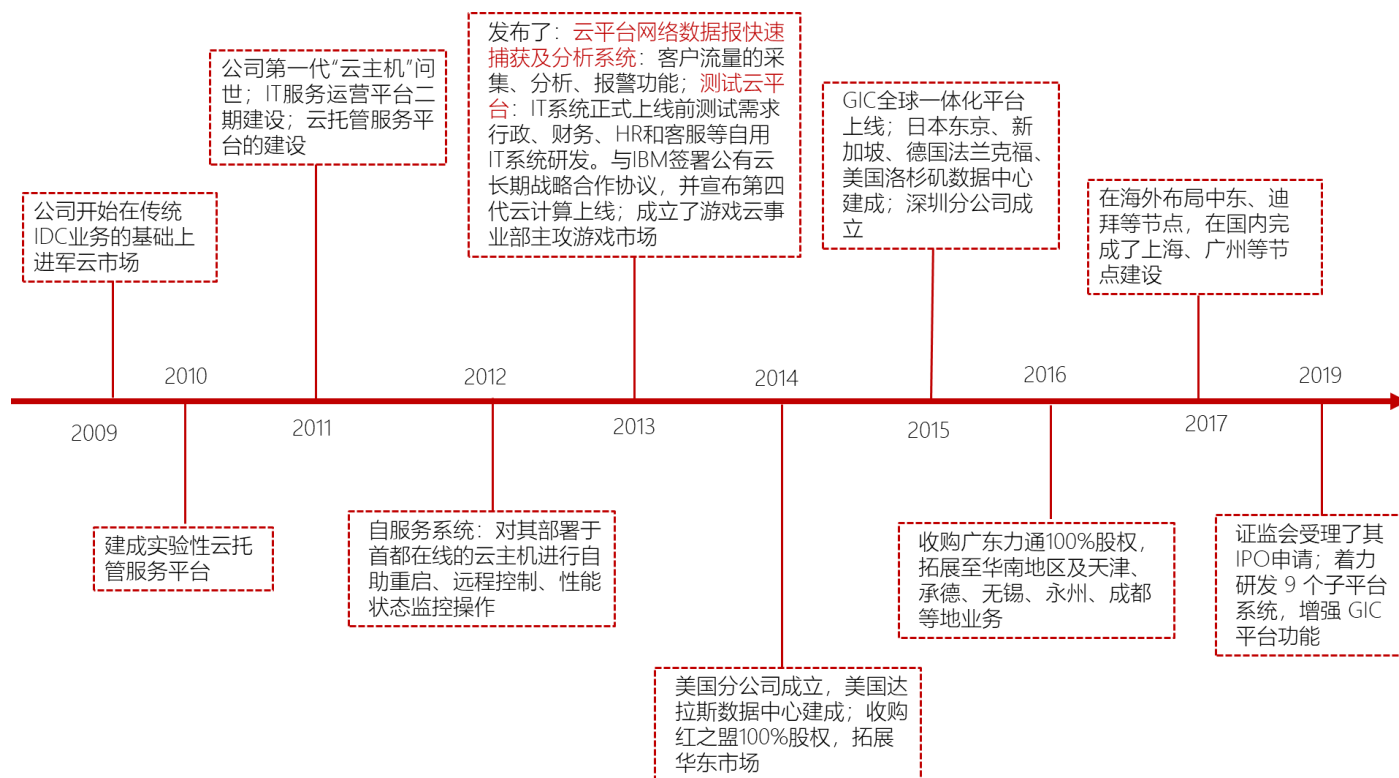 发布了：云平台网络数据报快速
捕获及分析系统：客户流量的采
集、分析、报警功能；测试云平
台：IT系统正式上线前测试需求
行政、财务、HR和客服等自用
IT系统研发。与IBM签署公有云
长期战略合作协议，并宣布第四
代云计算上线；成立了游戏云事
业部主攻游戏市场
公司第一代“云主机”问
世；IT服务运营平台二
期建设；云托管服务平
台的建设
GIC全球一体化平台
上线；日本东京、新
加坡、德国法兰克福、
美国洛杉矶数据中心
建成；深圳分公司成
立
公司开始在传统
IDC业务的基础上
进军云市场
在海外布局中东、迪
拜等节点，在国内完
成了上海、广州等节
点建设
2010
2012
2014
2016
2019
2009
2011
2013
2015
2017
建成实验性云托
管服务平台
自服务系统：对其部署于
首都在线的云主机进行自
助重启、远程控制、性能
状态监控操作
收购广东力通100%股权，
拓展至华南地区及天津、
承德、无锡、永州、成都
等地业务
证监会受理了其
IPO申请；着力
研发 9 个子平台
系统，增强 GIC
平台功能
美国分公司成立，美国达
拉斯数据中心建成；收购
红之盟100%股权，拓展
华东市场